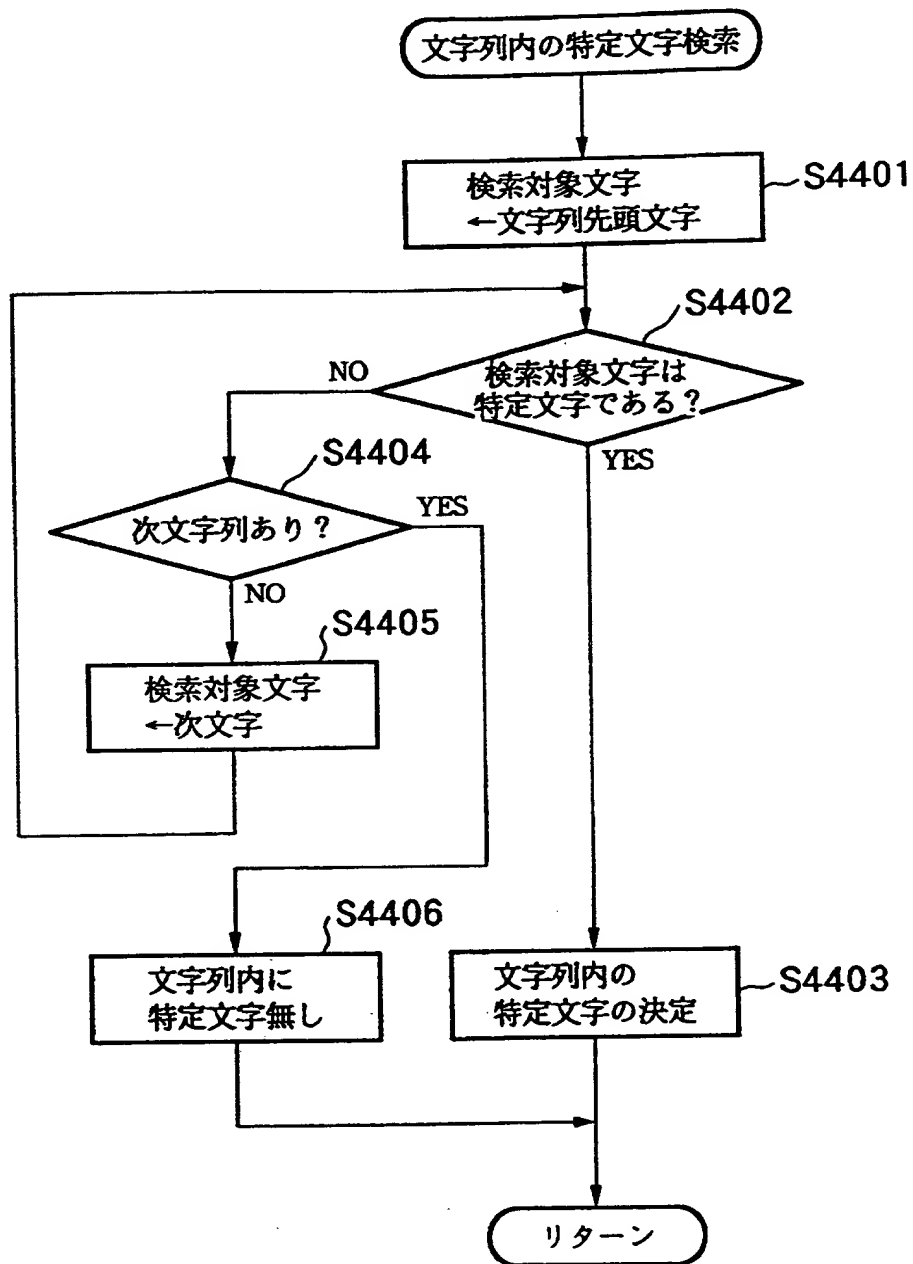 文字列内の特定文字検索
検索対象文字
←文字列先頭文字
S4401
S4402
検索対象文字は
特定文字である？
NO
YES
S4404
次文字列あり？
YES
NO
S4405
検索対象文字
←次文字
S4406
文字列内に
特定文字無し
文字列内の
特定文字の決定
S4403
リターン